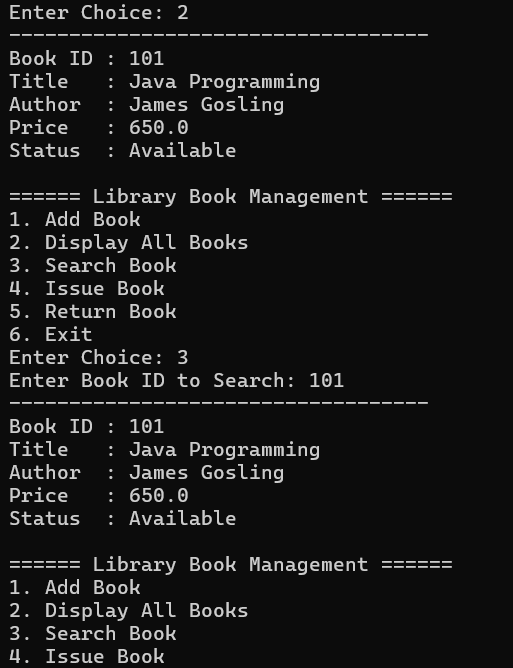 Enter Choice: 2
-----------------------------------
Book ID : 101
Title   : Java Programming
Author  : James Gosling
Price   : 650.0
Status  : Available

====== Library Book Management ======
1. Add Book
2. Display All Books
3. Search Book
4. Issue Book
5. Return Book
6. Exit
Enter Choice: 3
Enter Book ID to Search: 101
-----------------------------------
Book ID : 101
Title   : Java Programming
Author  : James Gosling
Price   : 650.0
Status  : Available

====== Library Book Management ======
1. Add Book
2. Display All Books
3. Search Book
4. Issue Book